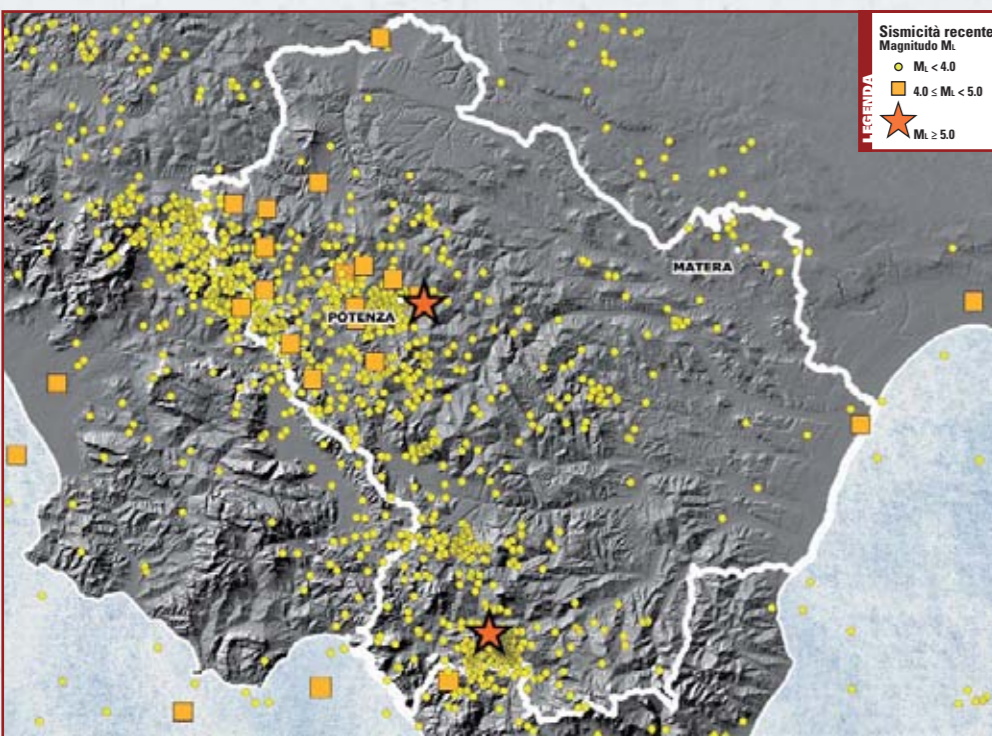 Sismicità recente
Magnitudo ML
ML < 4.0
4.0 ≤ ML < 5.0
ML ≥ 5.0
LEGENDA
MATERA
POTENZA